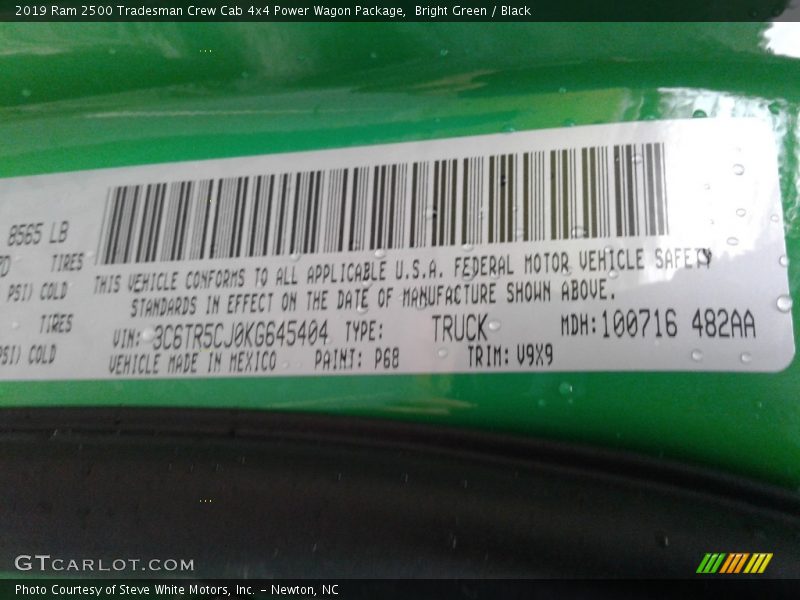 2019 Ram 2500 Tradesman Crew Cab 4x4 Power Wagon Package,  Bright Green / Black
8565 LB
TIRES
PSI) COLD
THIS VEHICLE CONFORMS TO ALL APPLICABLE U.S.A. FEDERAL MOTOR VEHICLE SAFETY
STANDARDS IN EFFECT ON THE DATE OF MANUFACTURE SHOWN ABOVE.
TIRES
VIN: 3C6TR5CJ0KG645404 TYPE: TRUCK MDH: 100716 482AA
PSI) COLD
VEHICLE MADE IN MEXICO PAINT: P68 TRIM: V9X9
GTCARLOT.COM
Photo Courtesy of Steve White Motors, Inc. – Newton, NC